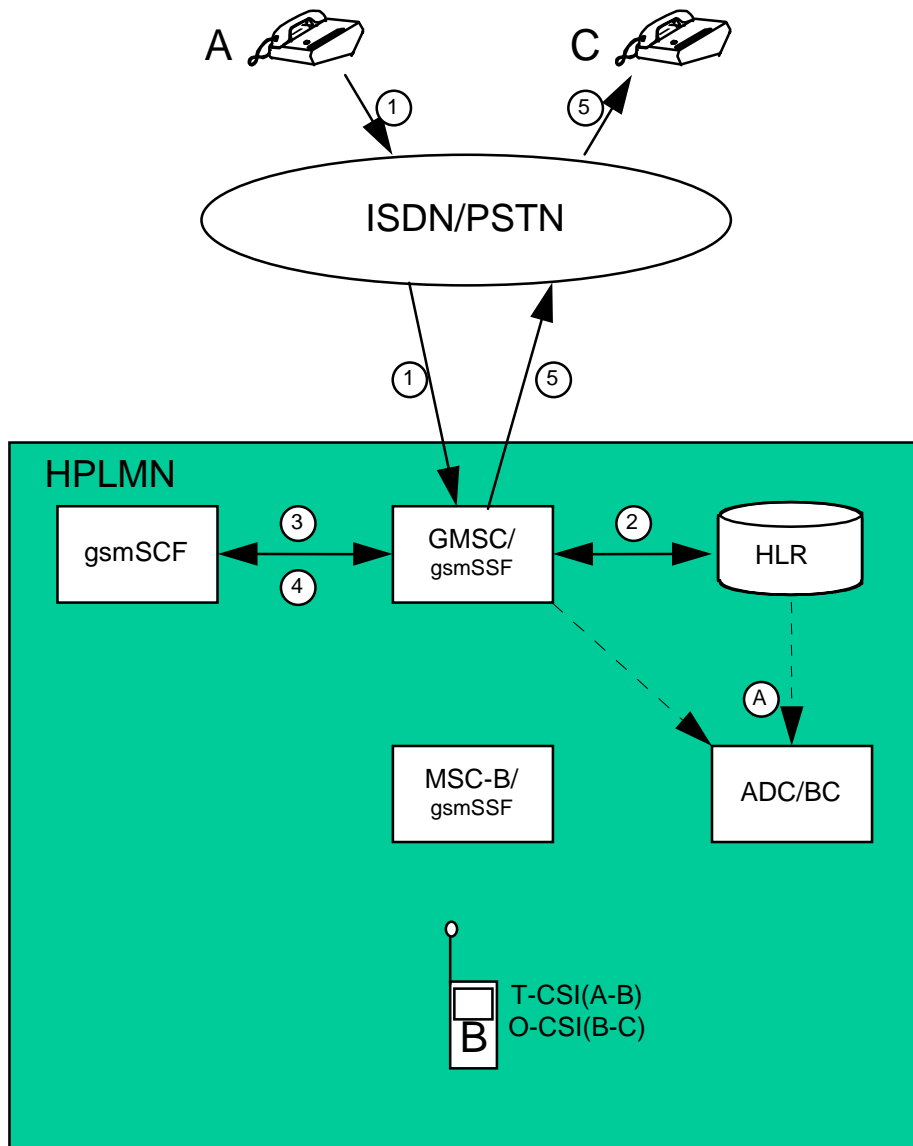 A
C
1
5
ISDN/PSTN
1
5
HPLMN
gsmSCF
3
4
GMSC/
gsmSSF
2
HLR
A
MSC-B/
gsmSSF
ADC/BC
T-CSI(A-B)
O-CSI(B-C)
B